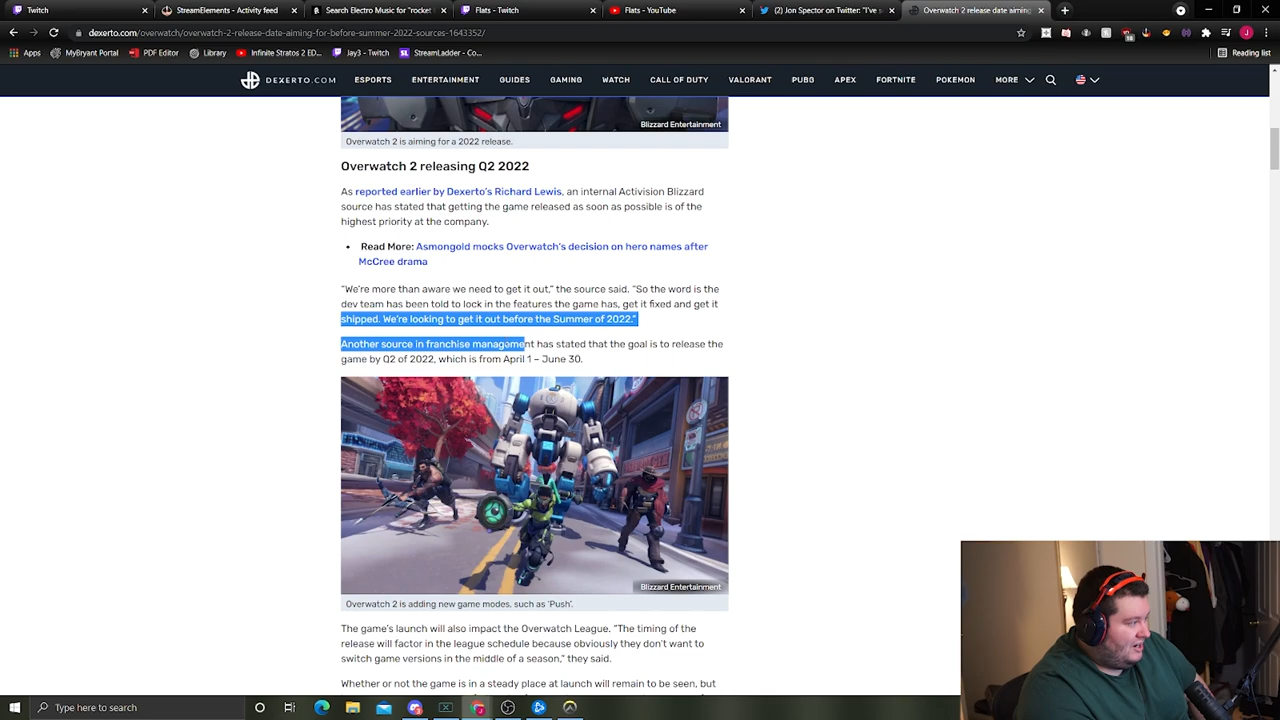 Twitch
StreamElements - Activity feed
Search Electro Music for "rocket
Flats - Twitch
Flats - YouTube
(2) Jon Spector on Twitter: "I've s
Overwatch 2 release date aiming
dexerto.com/overwatch/overwatch-2-release-date-aiming-for-before-summer-2022-sources-1643352/
Apps
MyBryant Portal
PDF Editor
Library
Infinite Stratos 2 ED...
Jay3 - Twitch
StreamLadder - Co...
Reading list
DEXERTO.COM
ESPORTS
ENTERTAINMENT
GUIDES
GAMING
WATCH
CALL OF DUTY
VALORANT
PUBG
APEX
FORTNITE
POKEMON
MORE
Blizzard Entertainment
Overwatch 2 is aiming for a 2022 release.
Overwatch 2 releasing Q2 2022
As reported earlier by Dexerto's Richard Lewis, an internal Activision Blizzard
source has stated that getting the game released as soon as possible is of the
highest priority at the company.
• Read More: Asmongold mocks Overwatch's decision on hero names after
McCree drama
"We're more than aware we need to get it out," the source said. "So the word is the
dev team has been told to lock in the features the game has, get it fixed and get it
shipped. We're looking to get it out before the Summer of 2022."
Another source in franchise management has stated that the goal is to release the
game by Q2 of 2022, which is from April 1 – June 30.
Blizzard Entertainment
Overwatch 2 is adding new game modes, such as 'Push'.
The game's launch will also impact the Overwatch League. "The timing of the
release will factor in the league schedule because obviously they don't want to
switch game versions in the middle of a season," they said.
Whether or not the game is in a steady place at launch will remain to be seen, but
Type here to search